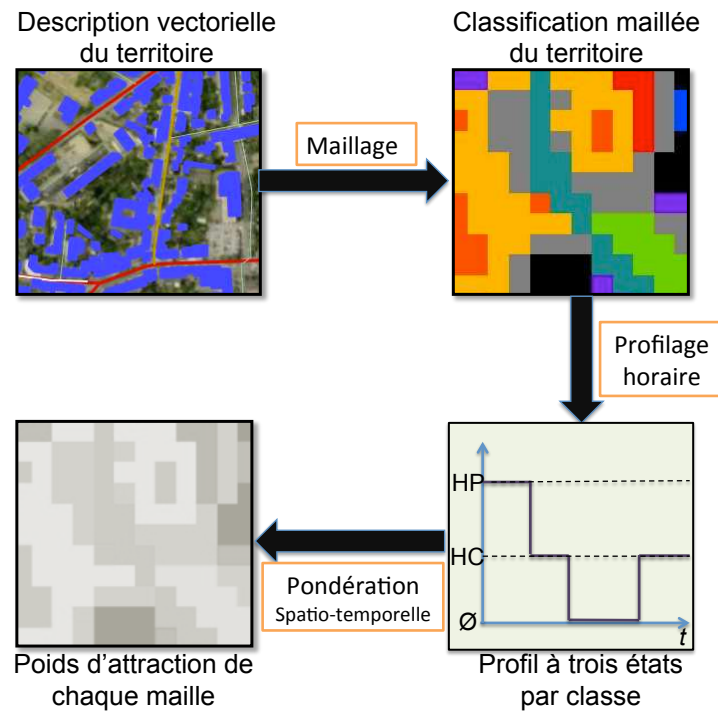 Description vectorielle
du territoire
Classification maillée
du territoire
Maillage
Profilage
horaire
HP
HC
Ø
t
Pondération
Spatio-temporelle
Poids d’attraction de
chaque maille
Profil à trois états
par classe